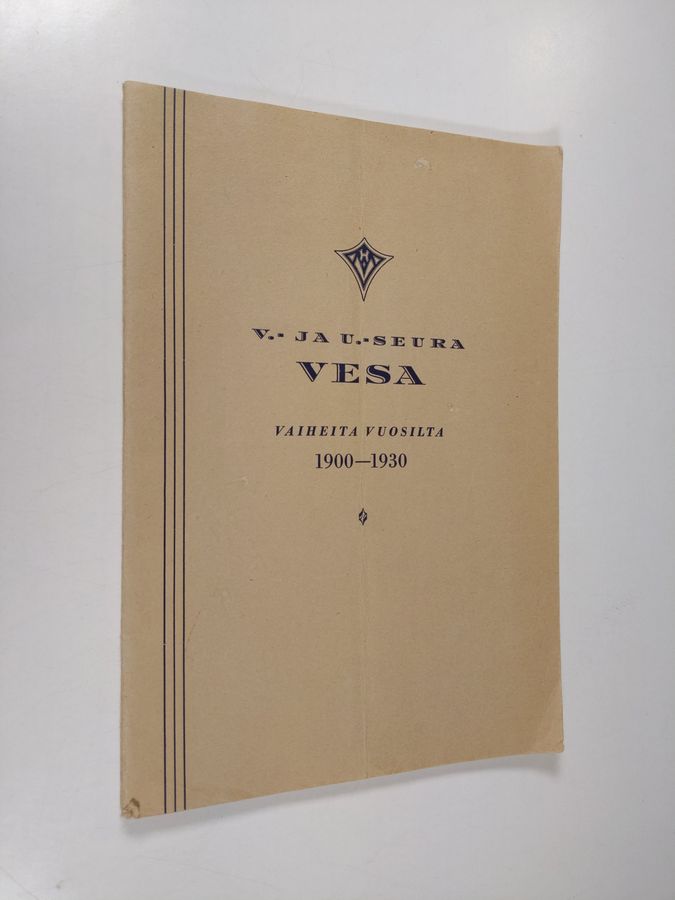 V.- JA U.-SEURA
VESA
VAIHEITA VUOSILTA
1900—1930